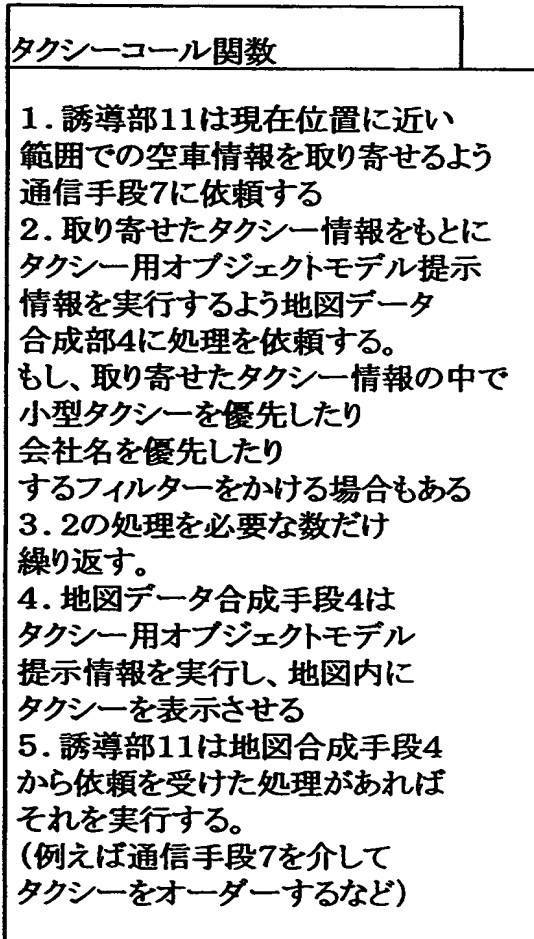 タクシーコール関数
1．誘導部11は現在位置に近い
範囲での空車情報を取り寄せるよう
通信手段7に依頼する
2．取り寄せたタクシー情報をもとに
タクシー用オブジェクトモデル提示
情報を実行するよう地図データ
合成部4に処理を依頼する。
もし、取り寄せたタクシー情報の中で
小型タクシーを優先したり
会社名を優先したり
するフィルターをかける場合もある
3．2の処理を必要な数だけ
繰り返す。
4．地図データ合成手段4は
タクシー用オブジェクトモデル
提示情報を実行し、地図内に
タクシーを表示させる
5．誘導部11は地図合成手段4
から依頼を受けた処理があれば
それを実行する。
(例えば通信手段7を介して
タクシーをオーダーするなど)